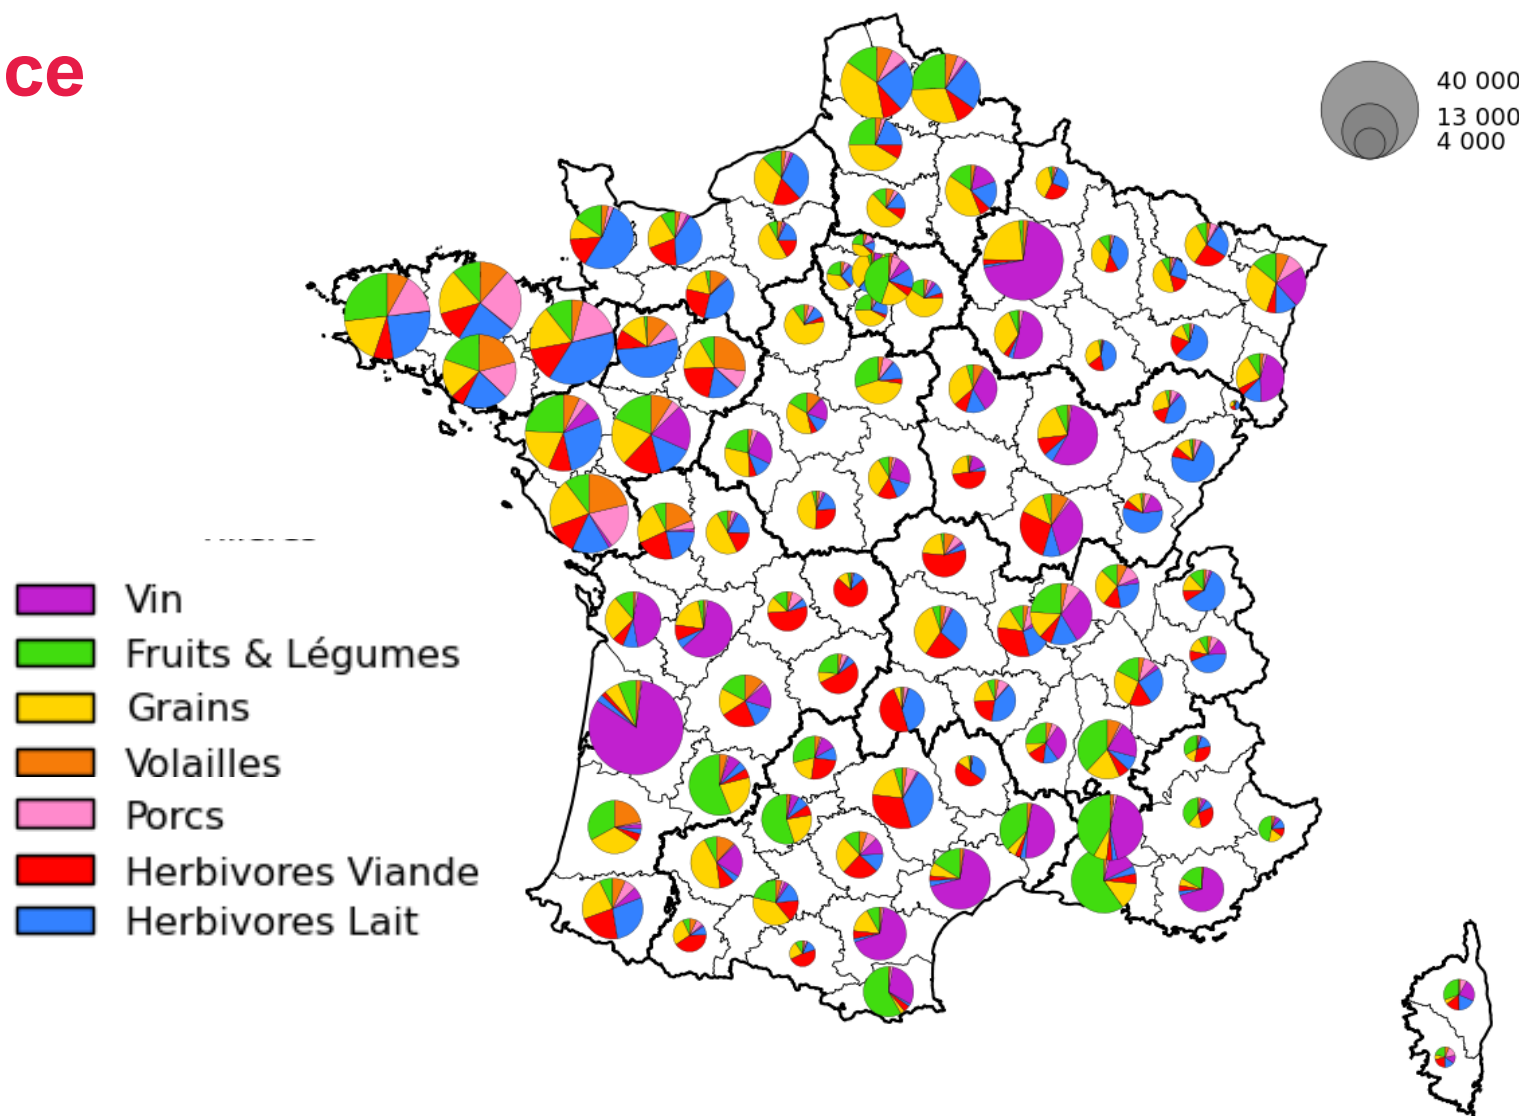 ce
40 000
13 000
4 000
Vin
Fruits & Légumes
Grains
Volailles
Porcs
Herbivores Viande
Herbivores Lait